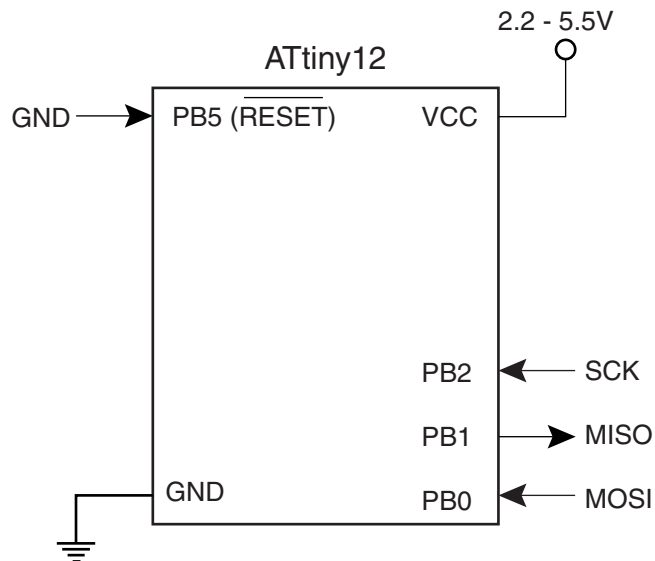 2.2 - 5.5V
ATtiny12
GND PB5 (RESET) VCC
PB2 SCK
PB1 MISO
GND PB0 MOSI